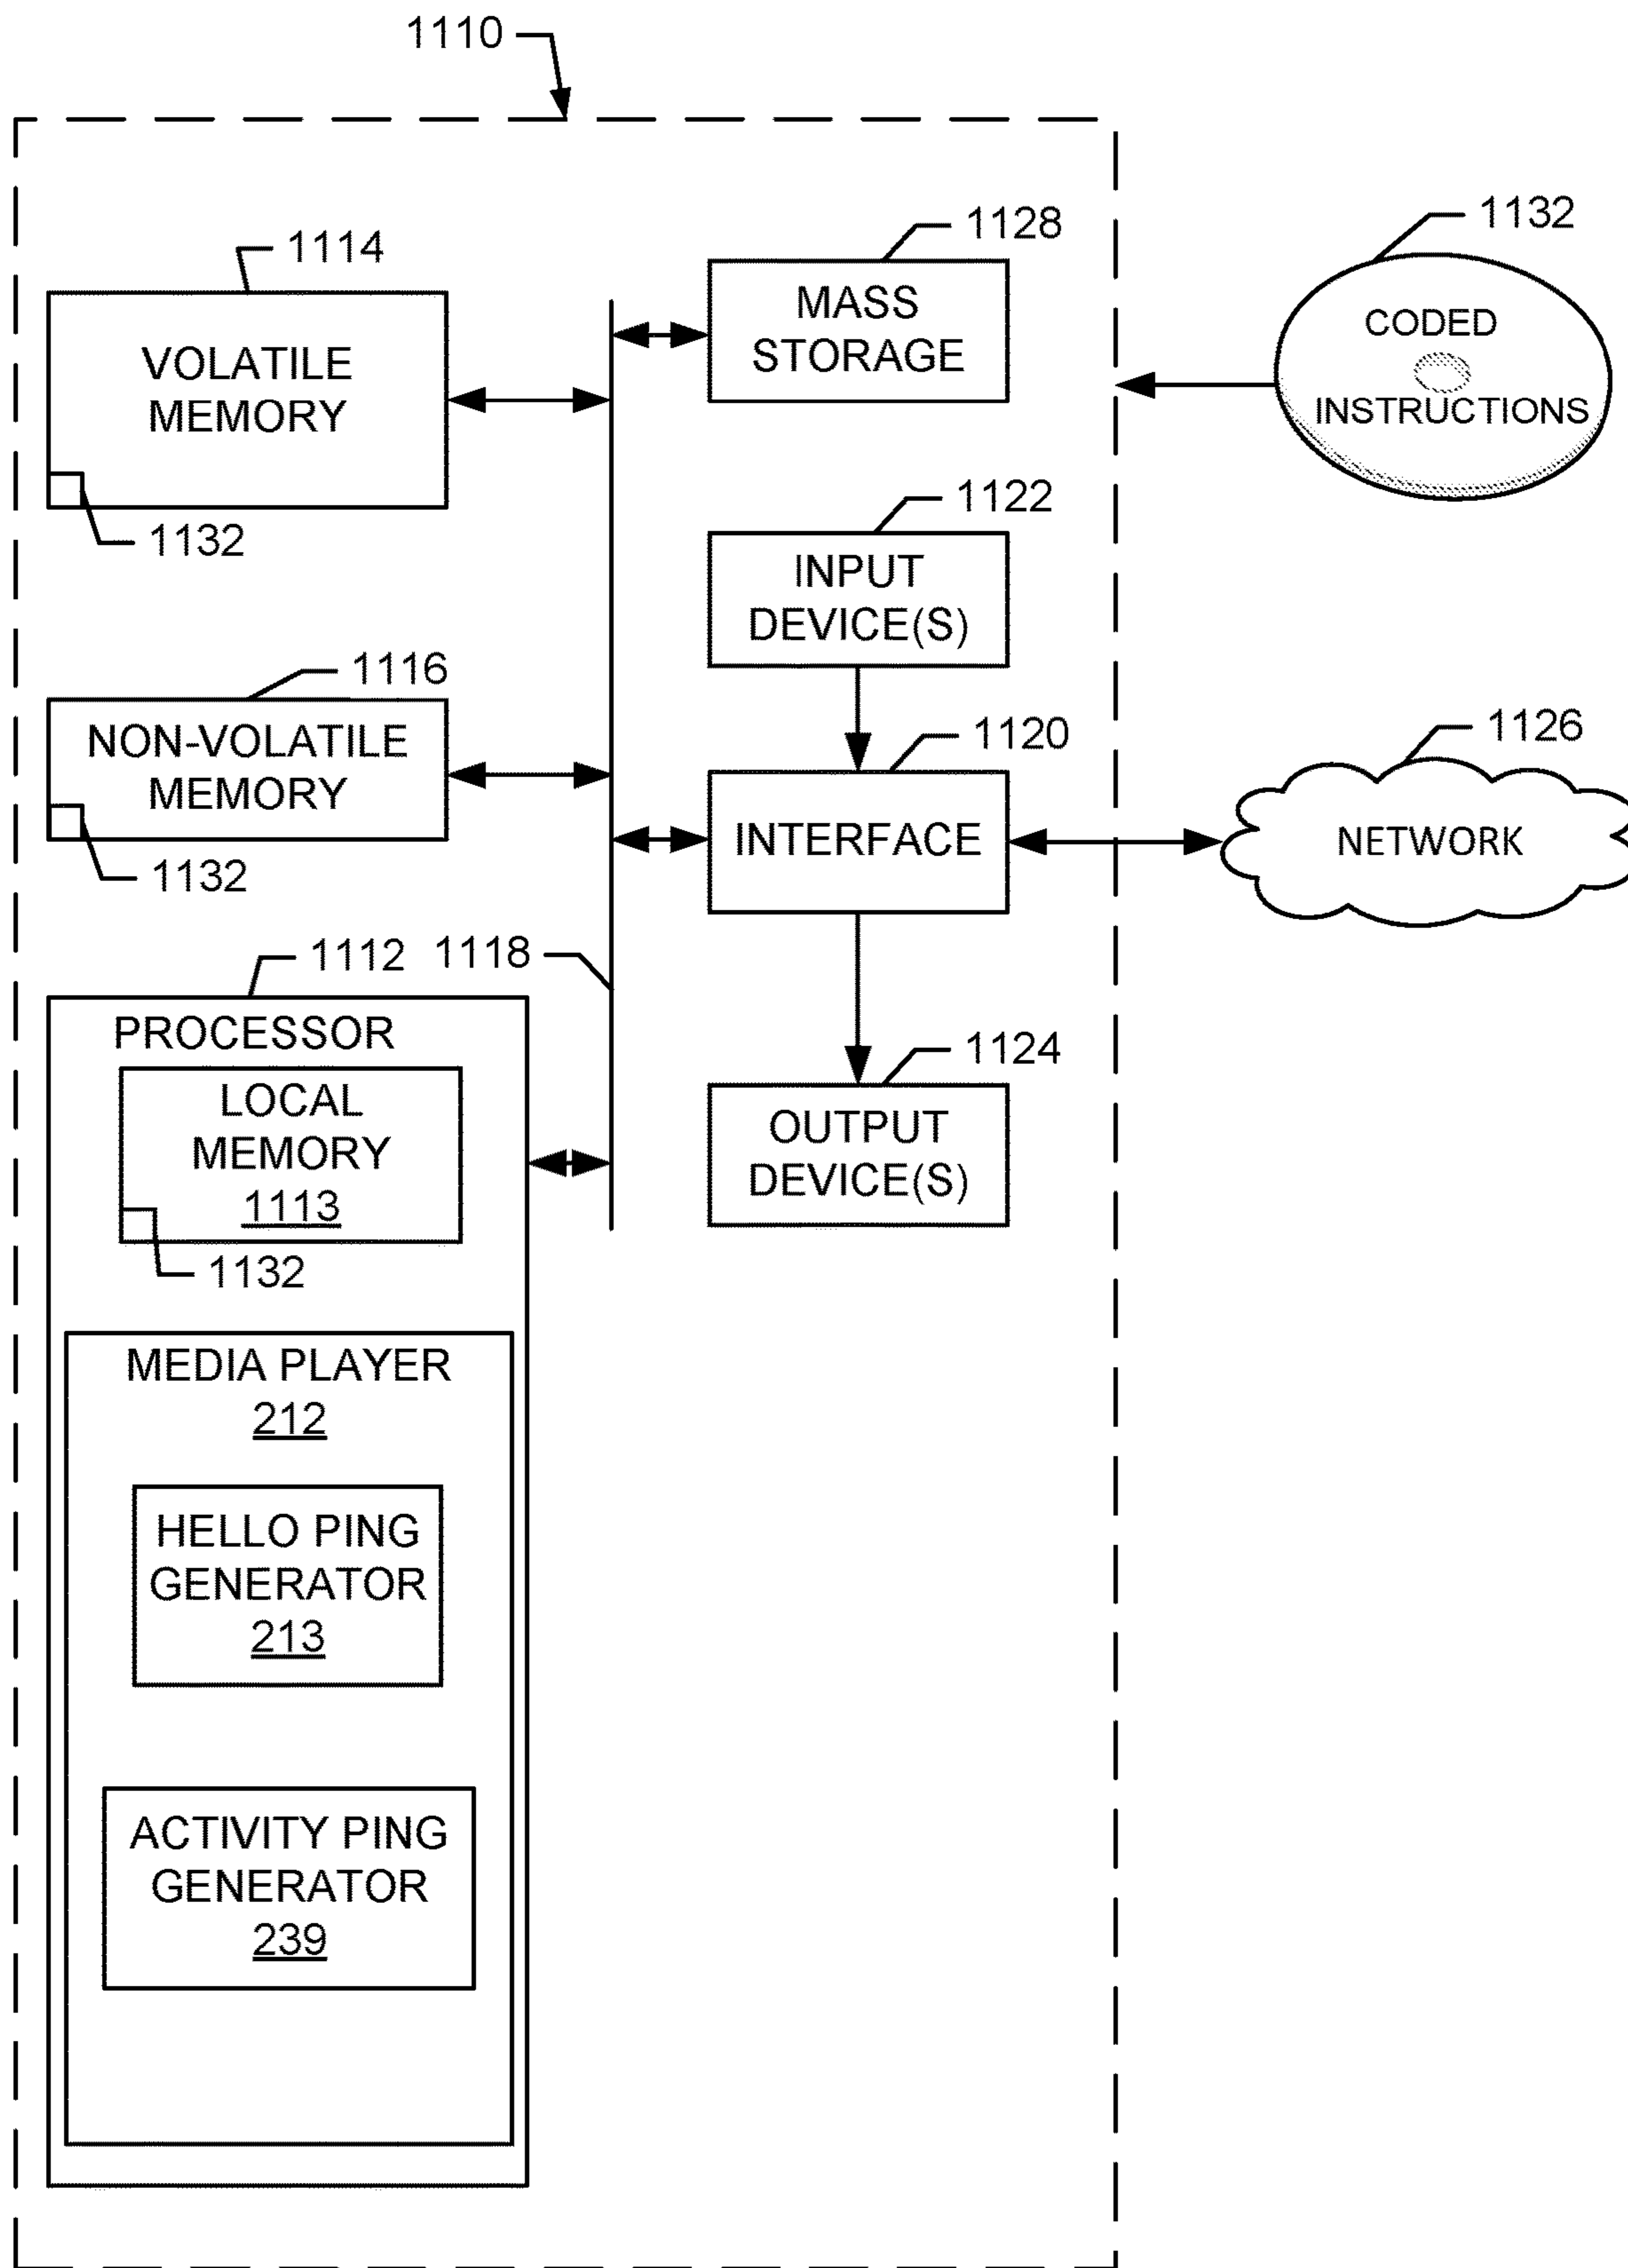 1110
1114
VOLATILE
MEMORY
1132
1128
MASS
STORAGE
1132
CODED
INSTRUCTIONS
1122
INPUT
DEVICE(S)
1116
NON-VOLATILE
MEMORY
1132
1120
INTERFACE
1126
NETWORK
1112
1118
PROCESSOR
LOCAL
MEMORY
1113
1132
1124
OUTPUT
DEVICE(S)
MEDIA PLAYER
212
HELLO PING
GENERATOR
213
ACTIVITY PING
GENERATOR
239